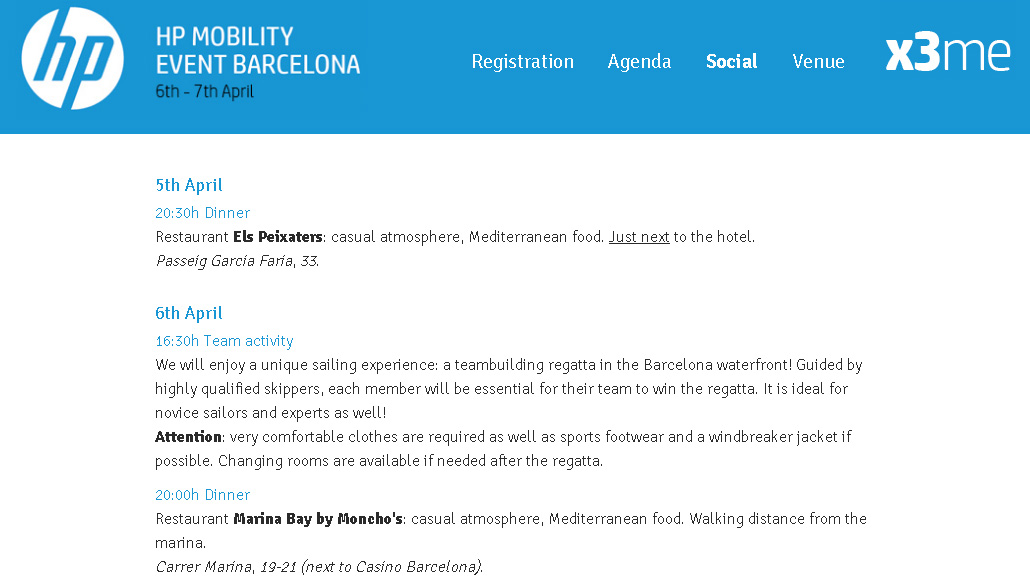 hp
HP MOBILITY
EVENT BARCELONA
6th - 7th April
Registration Agenda Social Venue
x3me
5th April
20:30h Dinner
Restaurant Els Peixaters: casual atmosphere, Mediterranean food. Just next to the hotel.
Passeig Garcia Faria, 33.
6th April
16:30h Team activity
We will enjoy a unique sailing experience: a teambuilding regatta in the Barcelona waterfront! Guided by
highly qualified skippers, each member will be essential for their team to win the regatta. It is ideal for
novice sailors and experts as well!
Attention: very comfortable clothes are required as well as sports footwear and a windbreaker jacket if
possible. Changing rooms are available if needed after the regatta.
20:00h Dinner
Restaurant Marina Bay by Moncho's: casual atmosphere, Mediterranean food. Walking distance from the
marina.
Carrer Marina, 19-21 (next to Casino Barcelona).